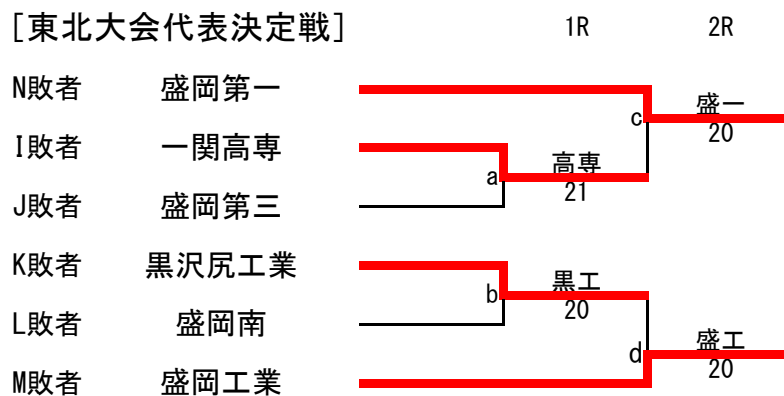 [東北大会代表決定戦] 1R 2R
N敗者 盛岡第一
c 盛一
20
I敗者 一関高専
a 高専
21
J敗者 盛岡第三
K敗者 黒沢尻工業
b 黒工
20
L敗者 盛岡南
d 盛工
20
M敗者 盛岡工業